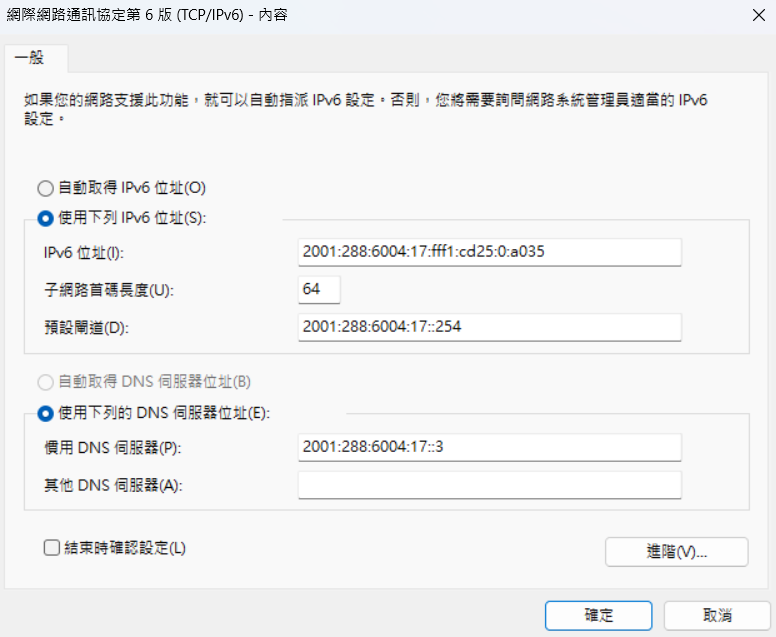 網際網路通訊協定第 6 版 (TCP/IPv6) - 內容
一般
如果您的網路支援此功能，就可以自動指派 IPv6 設定。否則，您將需要詢問網路系統管理員適當的 IPv6
設定。
自動取得 IPv6 位址(O)
使用下列 IPv6 位址(S):
IPv6 位址(I): 2001:288:6004:17:fff1:cd25:0:a035
子網路首碼長度(U): 64
預設閘道(D): 2001:288:6004:17::254
自動取得 DNS 伺服器位址(B)
使用下列的 DNS 伺服器位址(E):
慣用 DNS 伺服器(P): 2001:288:6004:17::3
其他 DNS 伺服器(A):
結束時確認設定(L)
進階(V)...
確定 取消